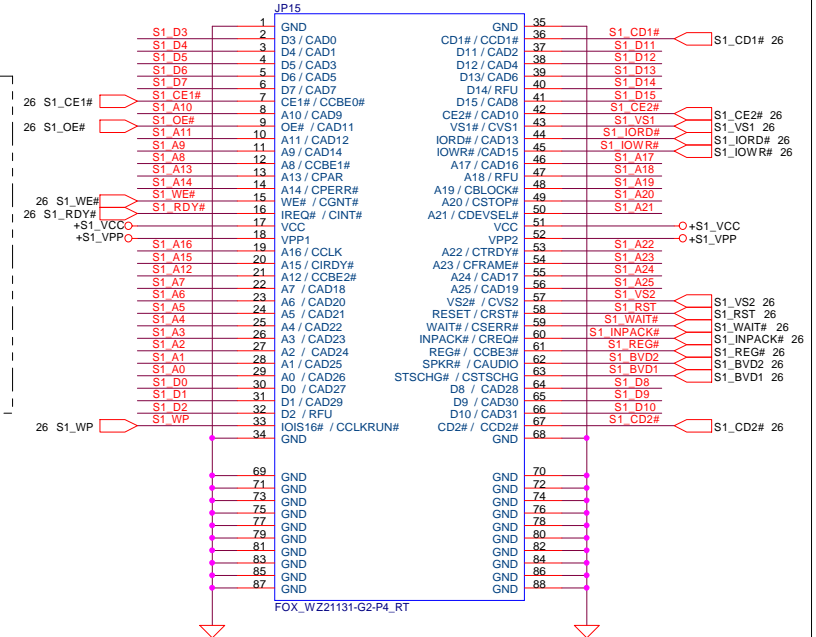 JP15
1 GND GND 35
S1_D3 2 D3 / CAD0 CD1# / CCD1# 36 S1_CD1# S1_CD1# 26
S1_D4 3 D4 / CAD1 D11 / CAD2 37 S1_D11
S1_D5 4 D5 / CAD3 D12 / CAD4 38 S1_D12
S1_D6 5 D6 / CAD5 D13/ CAD6 39 S1_D13
S1_D7 6 D7 / CAD7 D14/ RFU 40 S1_D14
26 S1_CE1# S1_CE1# 7 CE1# / CCBE0# D15 / CAD8 41 S1_D15
S1_A10 8 A10 / CAD9 CE2# / CAD10 42 S1_CE2# S1_CE2# 26
26 S1_OE# S1_OE# 9 OE# / CAD11 VS1# / CVS1 43 S1_VS1 S1_VS1 26
S1_A11 10 A11 / CAD12 IORD# / CAD13 44 S1_IORD# S1_IORD# 26
S1_A9 11 A9 / CAD14 IOWR# /CAD15 45 S1_IOWR# S1_IOWR# 26
S1_A8 12 A8 / CCBE1# A17 / CAD16 46 S1_A17
S1_A13 13 A13 / CPAR A18 / RFU 47 S1_A18
S1_A14 14 A14 / CPERR# A19 / CBLOCK# 48 S1_A19
26 S1_WE# S1_WE# 15 WE# / CGNT# A20 / CSTOP# 49 S1_A20
26 S1_RDY# S1_RDY# 16 IREQ# / CINT# A21 / CDEVSEL# 50 S1_A21
+S1_VCC 17 VCC VCC 51 +S1_VCC
+S1_VPP 18 VPP1 VPP2 52 +S1_VPP
S1_A16 19 A16 / CCLK A22 / CTRDY# 53 S1_A22
S1_A15 20 A15 / CIRDY# A23 / CFRAME# 54 S1_A23
S1_A12 21 A12 / CCBE2# A24 / CAD17 55 S1_A24
S1_A7 22 A7 / CAD18 A25 / CAD19 56 S1_A25
S1_A6 23 A6 / CAD20 VS2# / CVS2 57 S1_VS2 S1_VS2 26
S1_A5 24 A5 / CAD21 RESET / CRST# 58 S1_RST S1_RST 26
S1_A4 25 A4 / CAD22 WAIT# / CSERR# 59 S1_WAIT# S1_WAIT# 26
S1_A3 26 A3 / CAD23 INPACK# / CREQ# 60 S1_INPACK# S1_INPACK# 26
S1_A2 27 A2 / CAD24 REG# / CCBE3# 61 S1_REG# S1_REG# 26
S1_A1 28 A1 / CAD25 SPKR# / CAUDIO 62 S1_BVD2 S1_BVD2 26
S1_A0 29 A0 / CAD26 STSCHG# / CSTSCHG 63 S1_BVD1 S1_BVD1 26
S1_D0 30 D0 / CAD27 D8 / CAD28 64 S1_D8
S1_D1 31 D1 / CAD29 D9 / CAD30 65 S1_D9
S1_D2 32 D2 / RFU D10 / CAD31 66 S1_D10
26 S1_WP S1_WP 33 IOIS16# / CCLKRUN# CD2# / CCD2# 67 S1_CD2# S1_CD2# 26
34 GND GND 68
69 GND GND 70
71 GND GND 72
73 GND GND 74
75 GND GND 76
77 GND GND 78
79 GND GND 80
81 GND GND 82
83 GND GND 84
85 GND GND 86
87 GND GND 88
FOX_WZ21131-G2-P4_RT